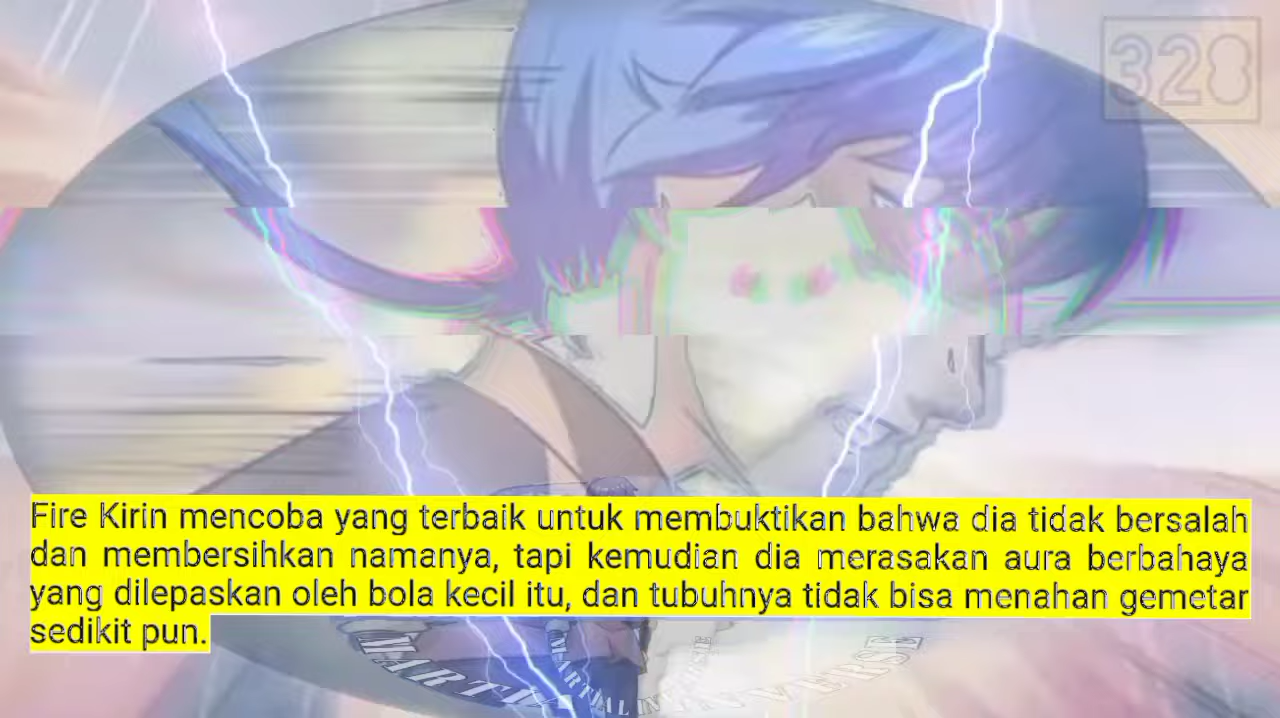 328
Fire Kirin mencoba yang terbaik untuk membuktikan bahwa dia tidak bersalah
dan membersihkan namanya, tapi kemudian dia merasakan aura berbahaya
yang dilepaskan oleh bola kecil itu, dan tubuhnya tidak bisa menahan gemetar
sedikit pun.
MARTIAL